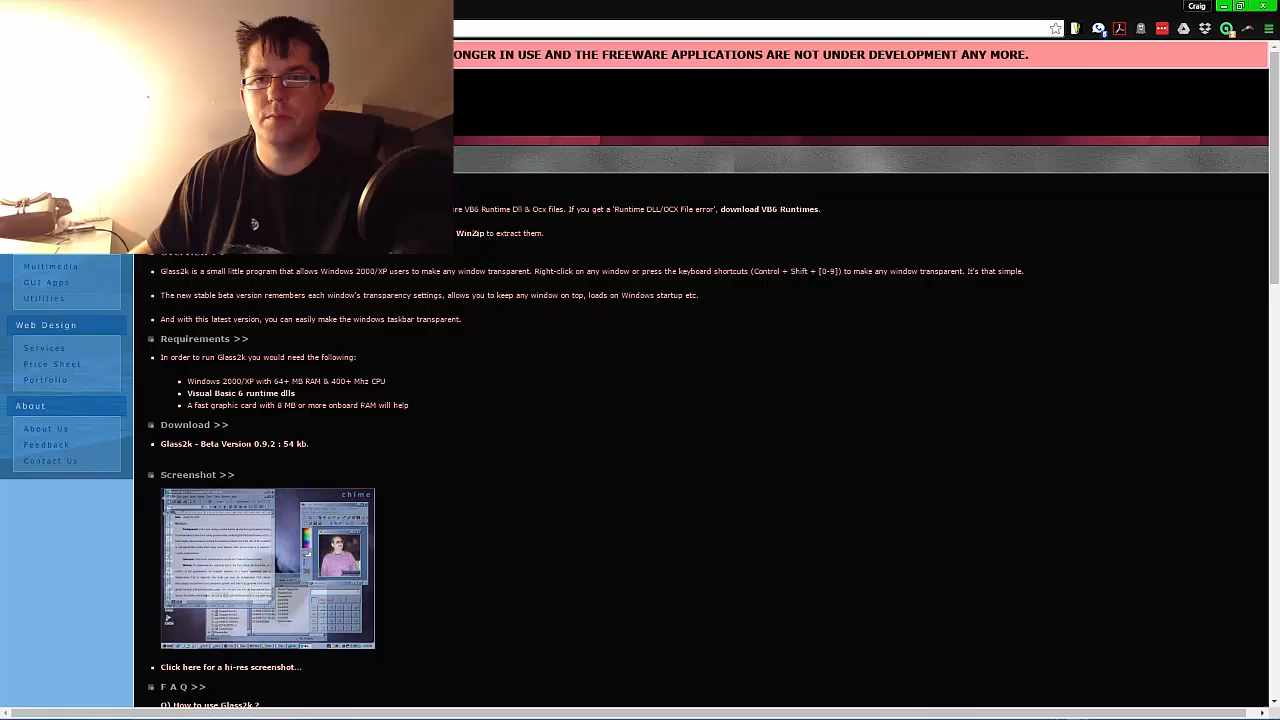 Craig
ONGER IN USE AND THE FREEWARE APPLICATIONS ARE NOT UNDER DEVELOPMENT ANY MORE.
ire VB6 Runtime Dll & Ocx files. If you get a 'Runtime DLL/OCX File error', download VB6 Runtimes.
WinZip to extract them.
Multimedia
GUI Apps
Utilities
Web Design
Services
Price Sheet
Portfolio
About
About Us
Feedback
Contact Us
Glass2k is a small little program that allows Windows 2000/XP users to make any window transparent. Right-click on any window or press the keyboard shortcuts (Control + Shift + [0-9]) to make any window transparent. It's that simple.
The new stable beta version remembers each window's transparency settings, allows you to keep any window on top, loads on Windows startup etc.
And with this latest version, you can easily make the windows taskbar transparent.
Requirements >>
In order to run Glass2k you would need the following:
Windows 2000/XP with 64+ MB RAM & 400+ Mhz CPU
Visual Basic 6 runtime dlls
A fast graphic card with 8 MB or more onboard RAM will help
Download >>
Glass2k - Beta Version 0.9.2 : 54 kb.
Screenshot >>
chime
Click here for a hi-res screenshot...
F A Q >>
Q) How to use Glass2k ?